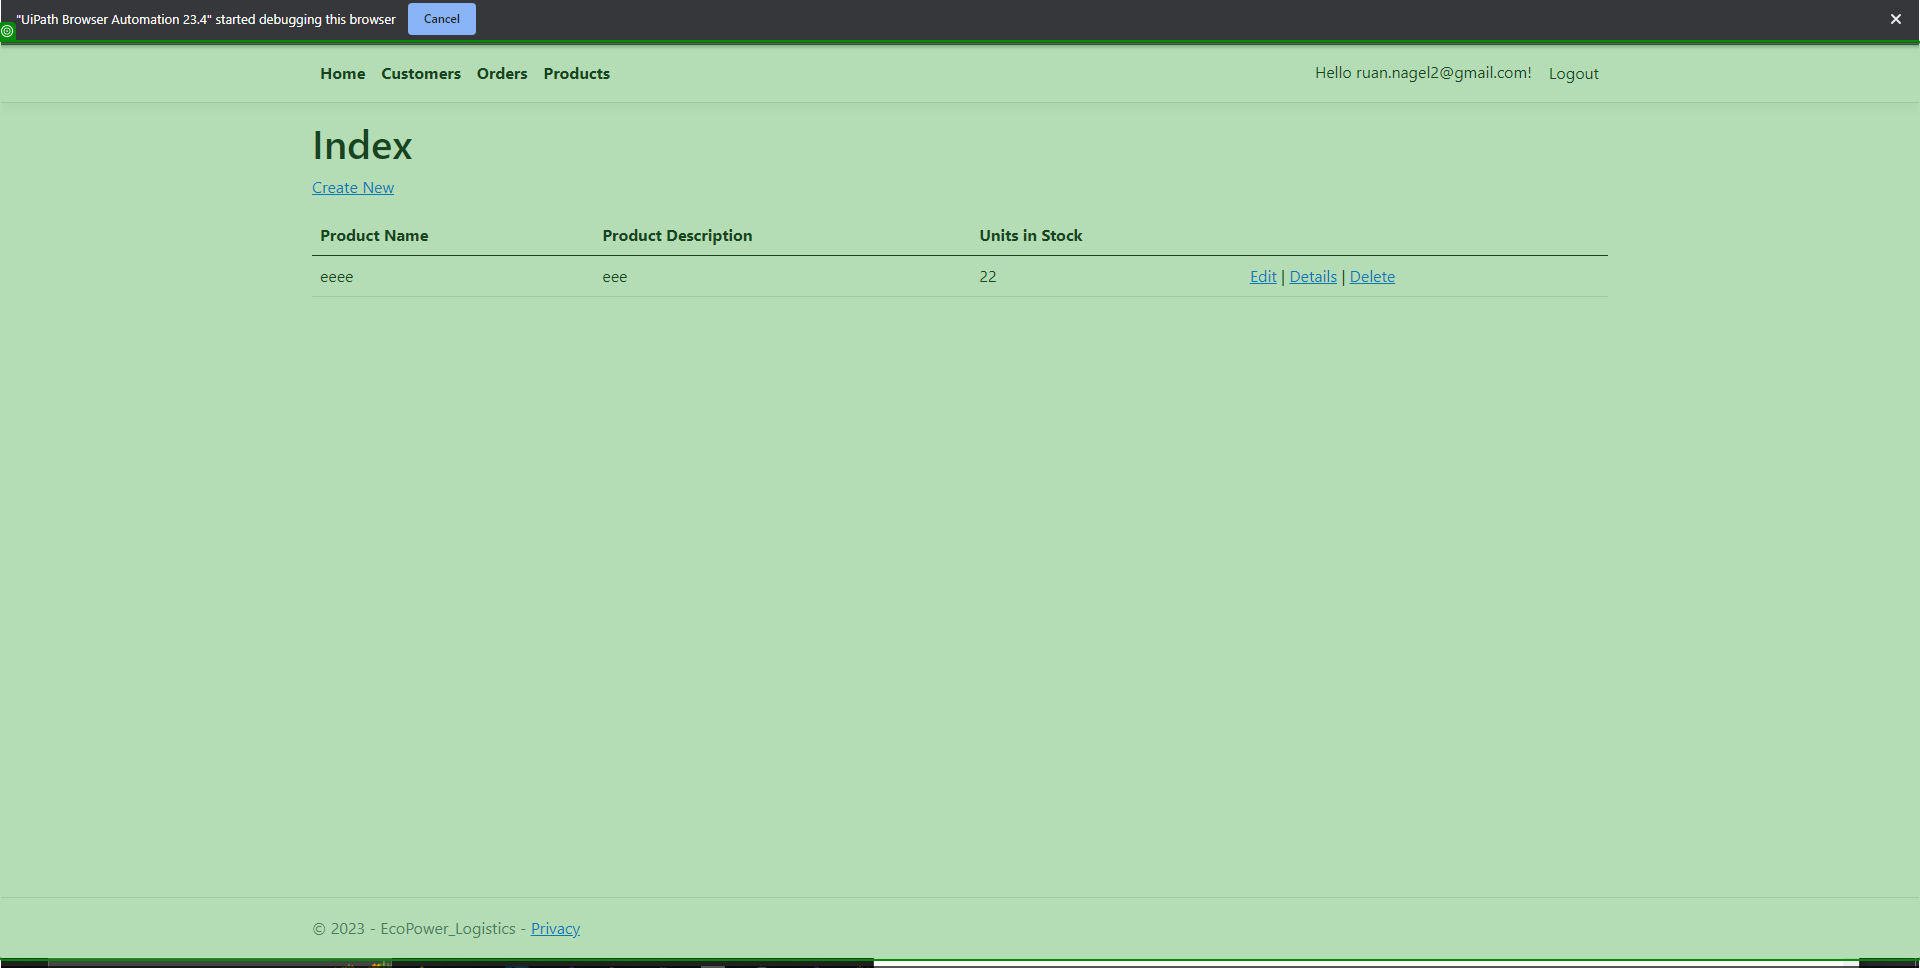 "UiPath Browser Automation 23.4" started debugging this browser Cancel
Home Customers Orders Products Hello ruan.nagel2@gmail.com! Logout
Index
Create New
Product Name Product Description Units in Stock
eeee eee 22 Edit | Details | Delete
© 2023 - EcoPower_Logistics - Privacy